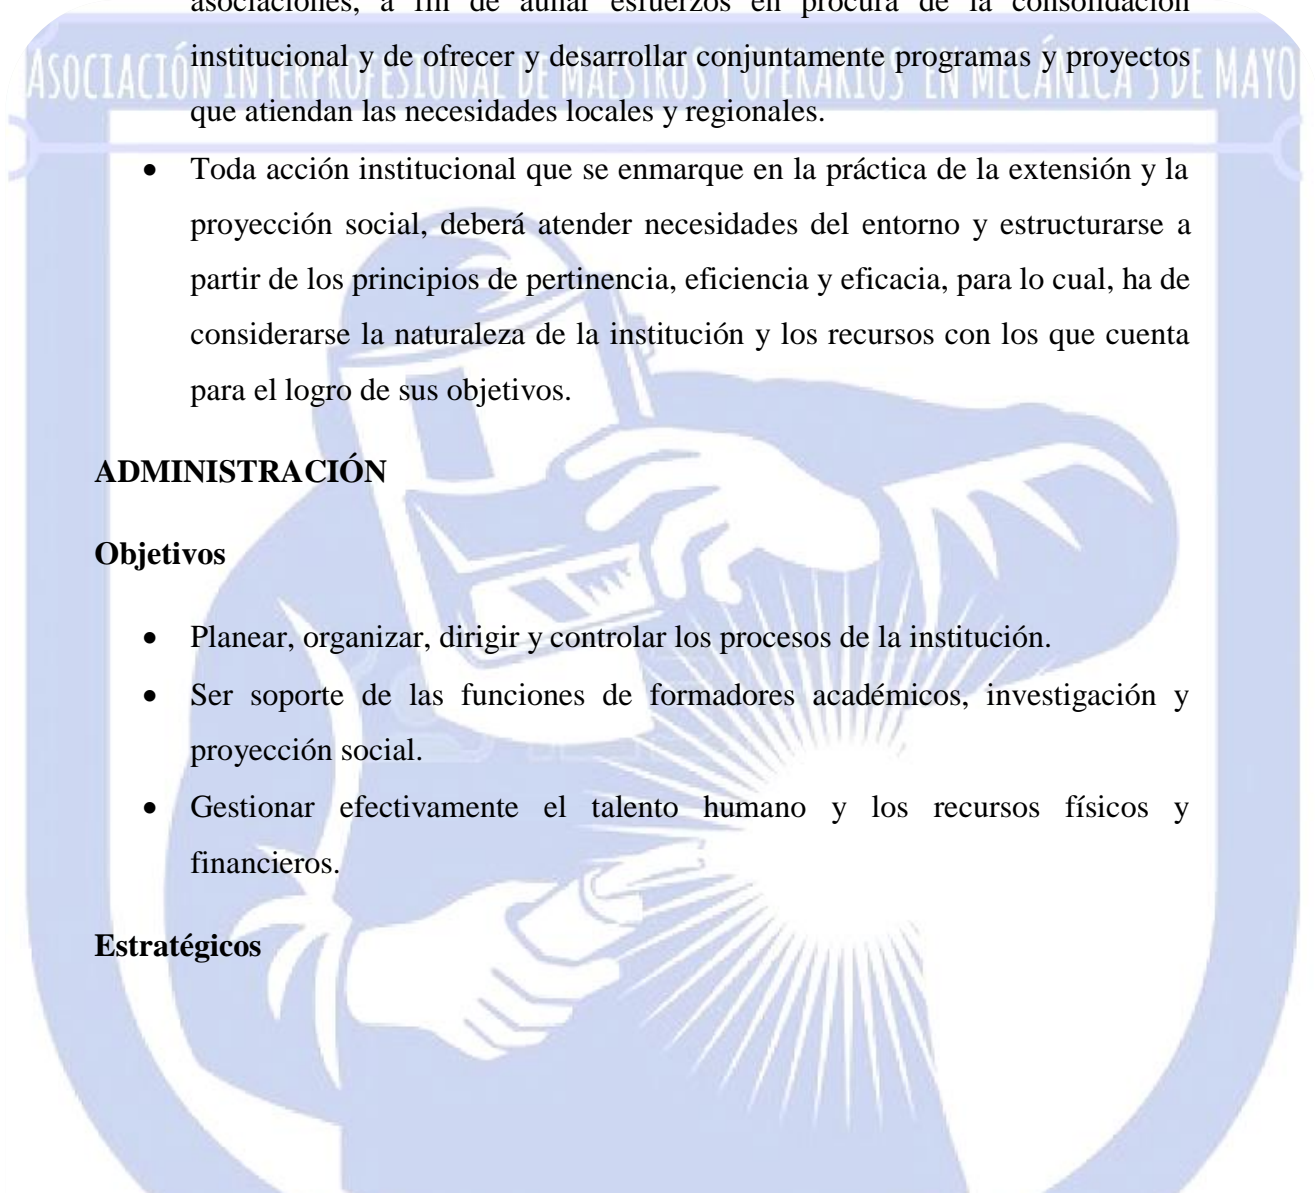 asociaciones, a fin de aunar esfuerzos en procura de la consolidación
ASOCIACIÓN INTERPROFESIONAL DE MAESTROS Y OPERARIOS EN MECÁNICA 5 DE MAYO
institucional y de ofrecer y desarrollar conjuntamente programas y proyectos
que atiendan las necesidades locales y regionales.
• Toda acción institucional que se enmarque en la práctica de la extensión y la
proyección social, deberá atender necesidades del entorno y estructurarse a
partir de los principios de pertinencia, eficiencia y eficacia, para lo cual, ha de
considerarse la naturaleza de la institución y los recursos con los que cuenta
para el logro de sus objetivos.
ADMINISTRACIÓN
Objetivos
• Planear, organizar, dirigir y controlar los procesos de la institución.
• Ser soporte de las funciones de formadores académicos, investigación y
proyección social.
• Gestionar efectivamente el talento humano y los recursos físicos y
financieros.
Estratégicos